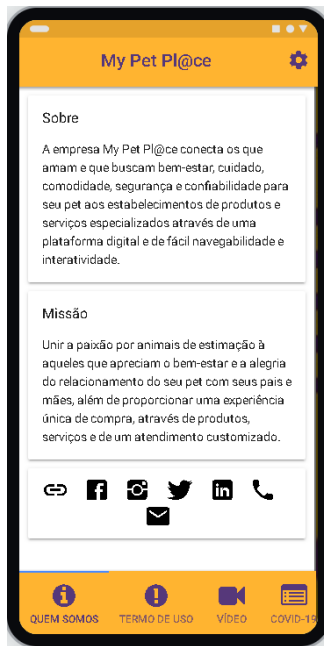 My Pet Pl@ce
Sobre
A empresa My Pet Pl@ce conecta os que
amam e que buscam bem-estar, cuidado,
comodidade, segurança e confiabilidade para
seu pet aos estabelecimentos de produtos e
serviços especializados através de uma
plataforma digital e de fácil navegabilidade e
interatividade.
Missão
Unir a paixão por animais de estimação à
aqueles que apreciam o bem-estar e a alegria
do relacionamento do seu pet com seus pais e
mães, além de proporcionar uma experiência
única de compra, através de produtos,
serviços e de um atendimento customizado.
QUEM SOMOS TERMO DE USO VÍDEO COVID-19